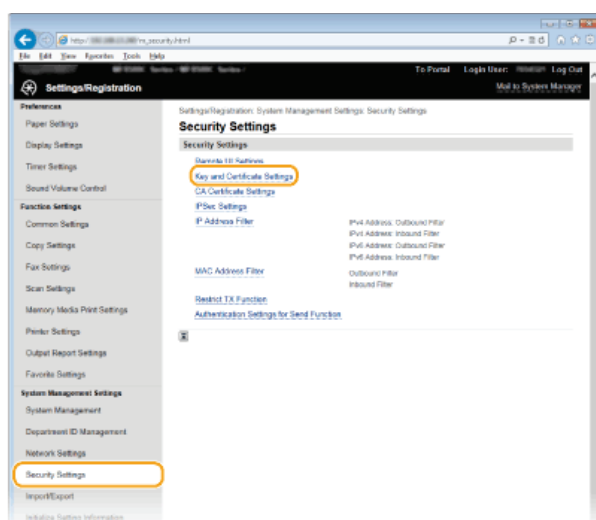 http://
m_security.html
File Edit View Favorites Tools Help
To Portal Login User: Log Out
Settings/Registration
Mail to System Manager
Preferences
Paper Settings
Display Settings
Timer Settings
Sound Volume Control
Function Settings
Common Settings
Copy Settings
Fax Settings
Scan Settings
Memory Media Print Settings
Printer Settings
Output Report Settings
Favorite Settings
System Management Settings
System Management
Department ID Management
Network Settings
Security Settings
Import/Export
Initialize Setting Information
Settings/Registration: System Management Settings: Security Settings
Security Settings
Security Settings
Remote UI Settings
Key and Certificate Settings
CA Certificate Settings
IPSec Settings
IP Address Filter
IPv4 Address: Outbound Filter
IPv4 Address: Inbound Filter
IPv6 Address: Outbound Filter
IPv6 Address: Inbound Filter
MAC Address Filter
Outbound Filter
Inbound Filter
Restrict TX Function
Authentication Settings for Send Function